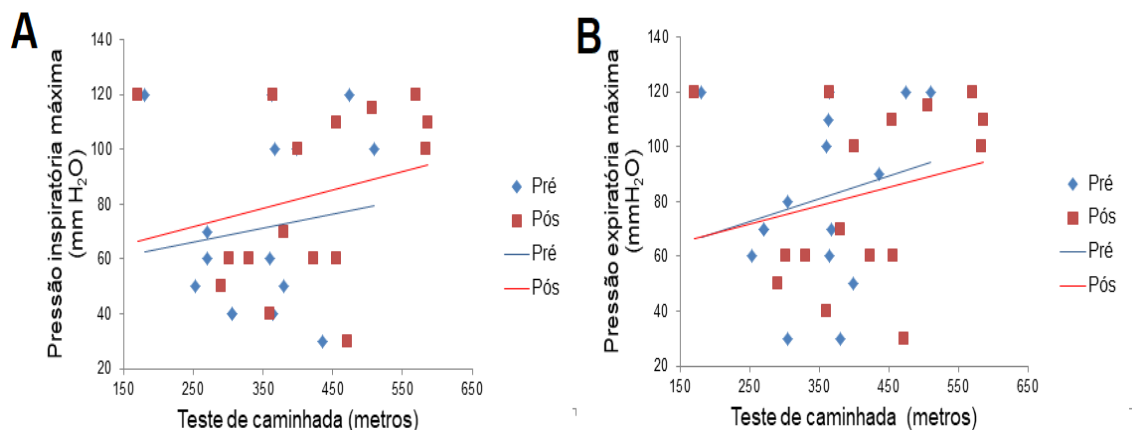 A
Pressão inspiratória máxima
(mm H₂O)
140
120
100
80
60
40
20
150
250
350
450
550
650
Teste de caminhada (metros)
Pré
Pós
Pré
Pós
B
Pressão expiratória máxima
(mmH₂O)
140
120
100
80
60
40
20
150
250
350
450
550
650
Teste de caminhada (metros)
Pré
Pós
Pré
Pós